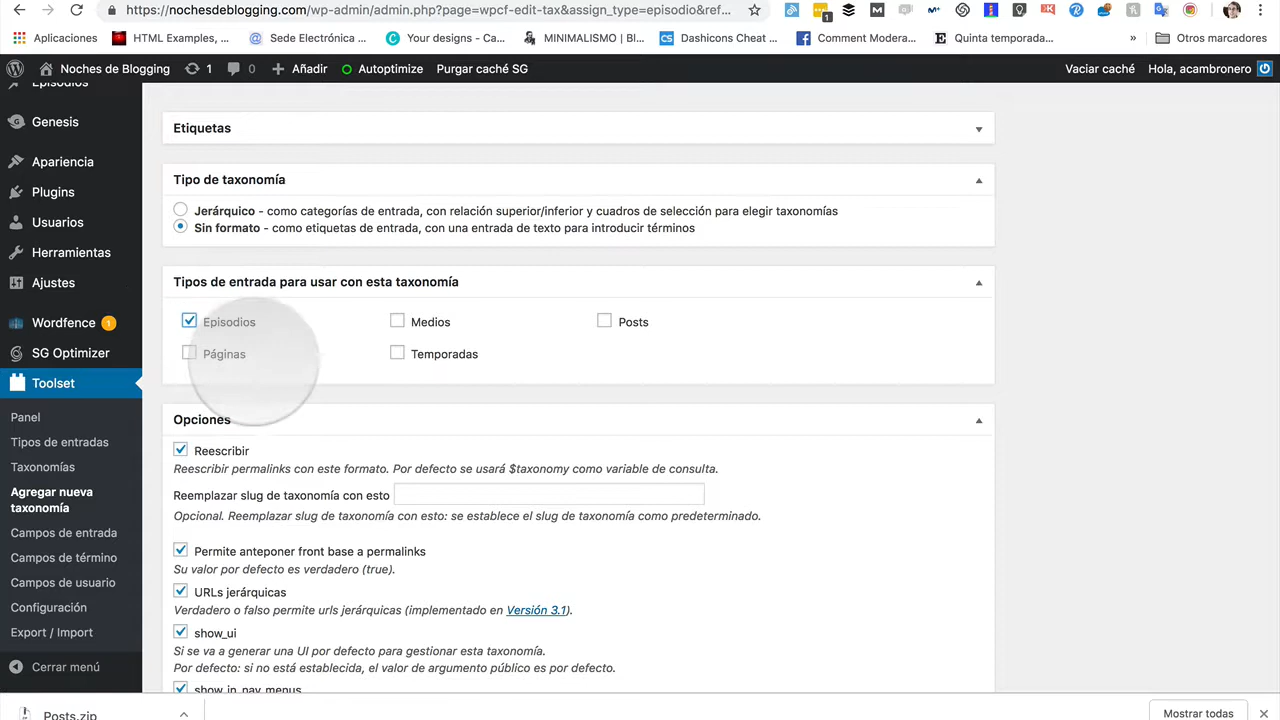 https://nochesdeblogging.com/wp-admin/admin.php?page=wpcf-edit-tax&assign_type=episodio&ref...
1
Aplicaciones
HTML Examples, ...
Sede Electrónica ...
Your designs - Ca...
MINIMALISMO | Bl...
Dashicons Cheat ...
Comment Modera...
Quinta temporada...
»
Otros marcadores
Noches de Blogging
1
0
Añadir
Autoptimize
Purgar caché SG
Vaciar caché
Hola, acambronero
Episodios
Genesis
Apariencia
Plugins
Usuarios
Herramientas
Ajustes
Wordfence 1
SG Optimizer
Toolset
Panel
Tipos de entradas
Taxonomías
Agregar nueva
taxonomía
Campos de entrada
Campos de término
Campos de usuario
Configuración
Export / Import
Cerrar menú
Etiquetas
Tipo de taxonomía
Jerárquico - como categorías de entrada, con relación superior/inferior y cuadros de selección para elegir taxonomías
Sin formato - como etiquetas de entrada, con una entrada de texto para introducir términos
Tipos de entrada para usar con esta taxonomía
Episodios
Medios
Posts
Páginas
Temporadas
Opciones
Reescribir
Reescribir permalinks con este formato. Por defecto se usará $taxonomy como variable de consulta.
Reemplazar slug de taxonomía con esto
Opcional. Reemplazar slug de taxonomía con esto: se establece el slug de taxonomía como predeterminado.
Permite anteponer front base a permalinks
Su valor por defecto es verdadero (true).
URLs jerárquicas
Verdadero o falso permite urls jerárquicas (implementado en Versión 3.1).
show_ui
Si se va a generar una UI por defecto para gestionar esta taxonomía.
Por defecto: si no está establecida, el valor de argumento público es por defecto.
show_in_nav_menus
Posts.zip
Mostrar todas